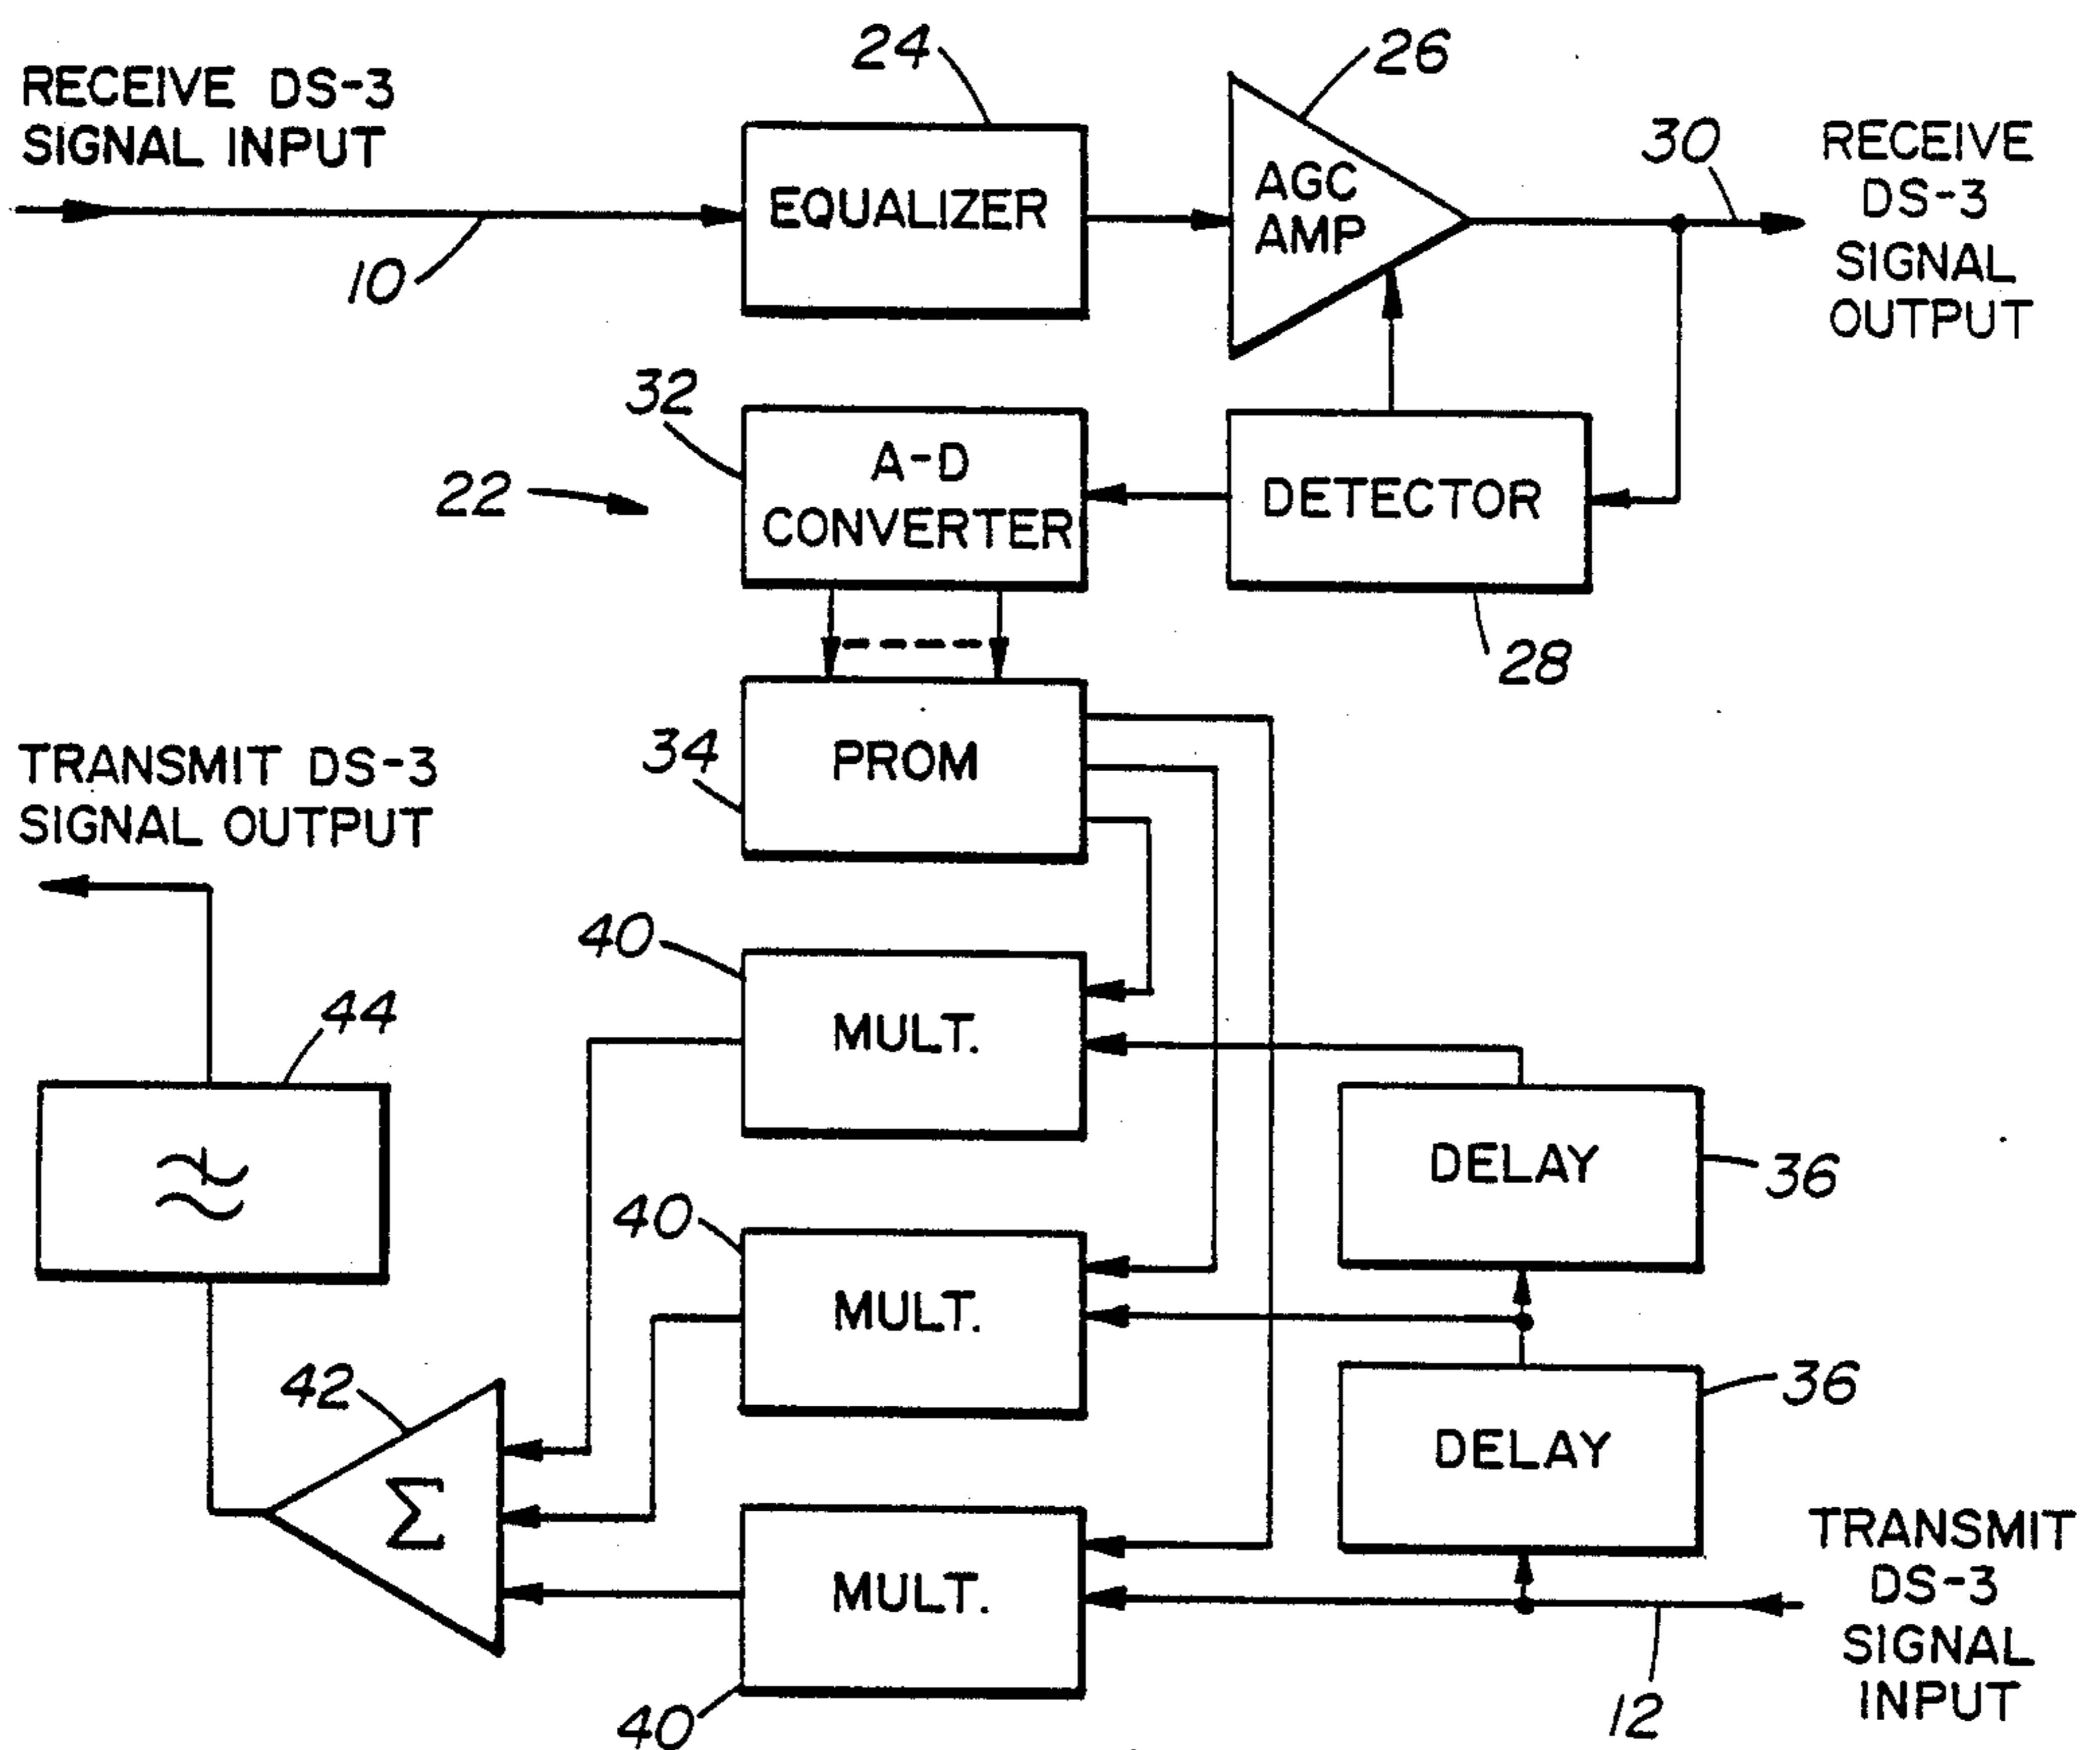 24
26
RECEIVE DS-3
SIGNAL INPUT
30
RECEIVE
DS-3
SIGNAL
OUTPUT
EQUALIZER
AGC
AMP
10
32
A-D
CONVERTER
22
DETECTOR
28
34
PROM
TRANSMIT DS-3
SIGNAL OUTPUT
40
44
MULT.
DELAY
36
≈
40
MULT.
42
36
DELAY
Σ
MULT.
TRANSMIT
DS-3
SIGNAL
INPUT
40
12